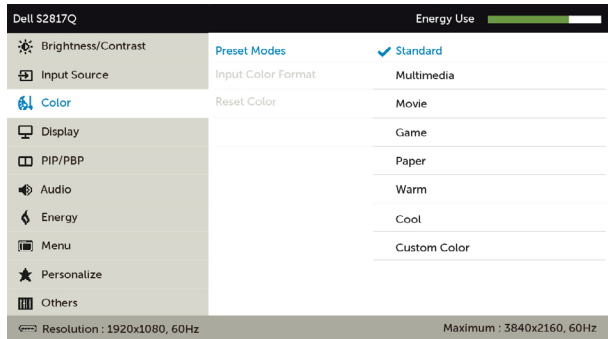 Dell S2817Q
Energy Use
Brightness/Contrast
Input Source
Color
Display
PIP/PBP
Audio
Energy
Menu
Personalize
Others
Preset Modes
Input Color Format
Reset Color
Standard
Multimedia
Movie
Game
Paper
Warm
Cool
Custom Color
Resolution : 1920x1080, 60Hz
Maximum : 3840x2160, 60Hz